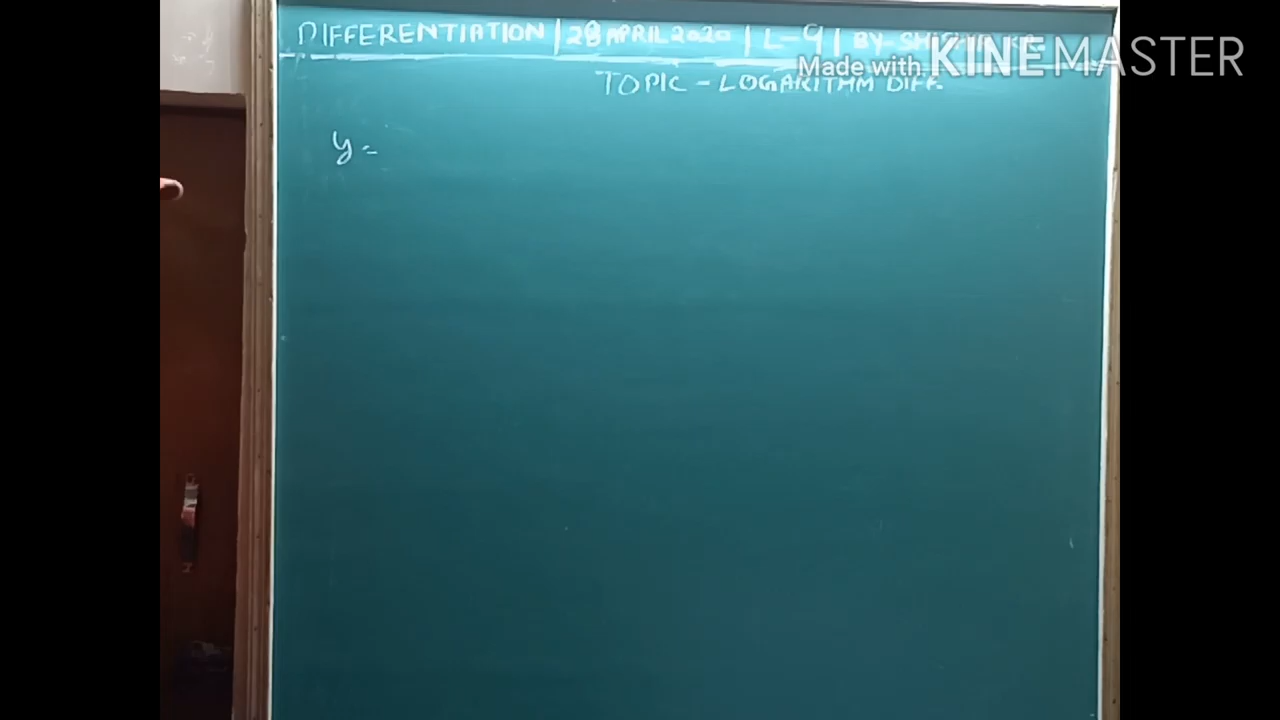 DIFFERENTIATION | 28 APRIL 2020 | L-9 | BY
Made with KINEMASTER
TOPIC - LOGARITHM DIFF.
y =